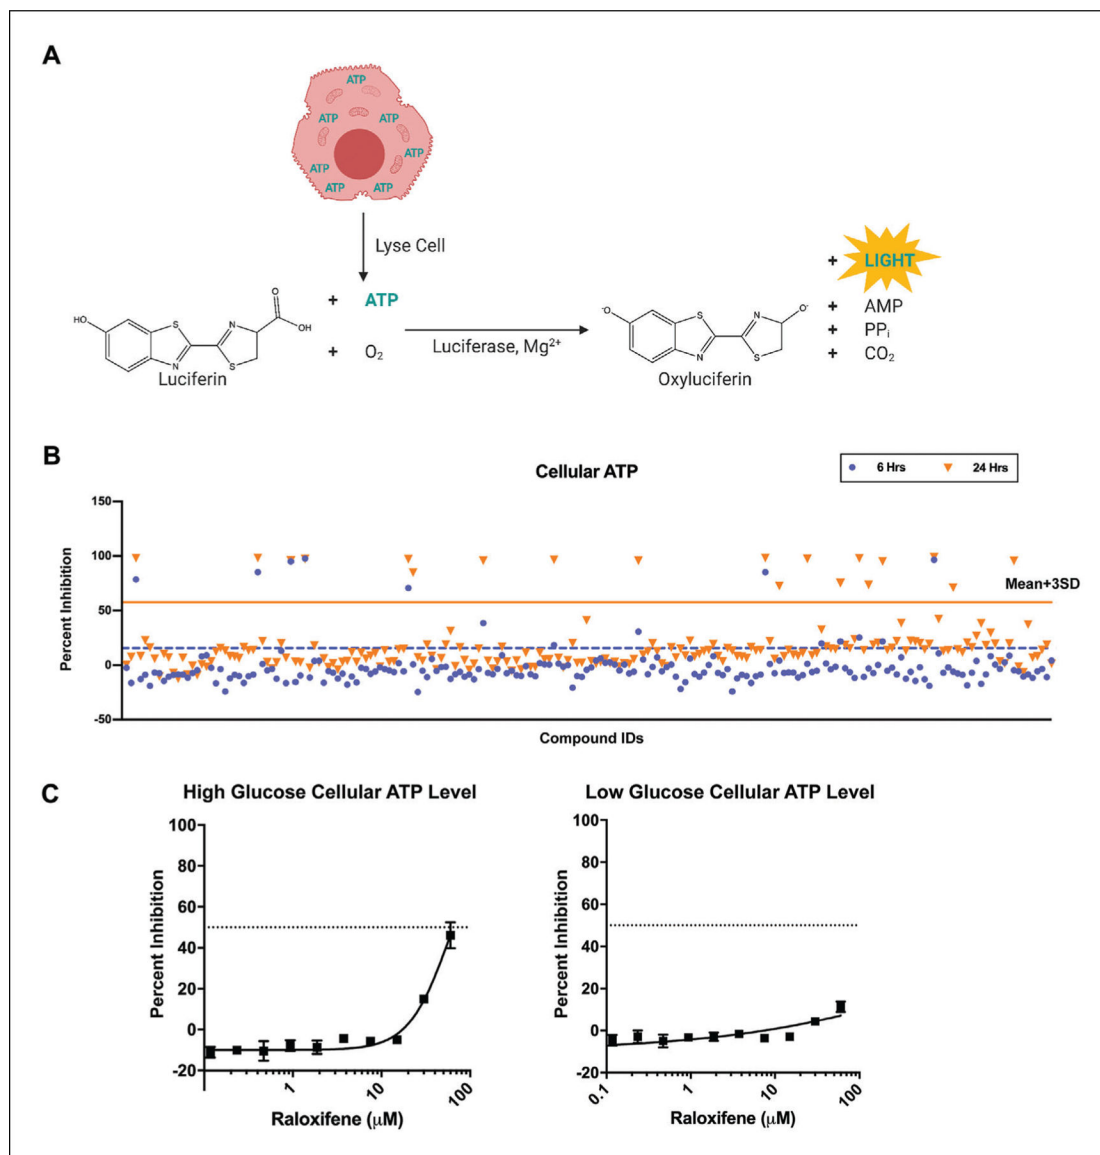 A
ATP
ATP
ATP
ATP
ATP
ATP
ATP
Lyse Cell
+
LIGHT
O
OH
HO
S
N
N
S
+
ATP
+
O2
Luciferin
Luciferase, Mg2+
-O
S
N
N
S
O-
Oxyluciferin
+
AMP
+
PPi
+
CO2
B
Cellular ATP
6 Hrs
24 Hrs
Percent Inhibition
150
100
50
0
-50
Mean+3SD
Compound IDs
C
High Glucose Cellular ATP Level
Percent Inhibition
100
80
60
40
20
0
-20
1
10
100
Raloxifene (μM)
Low Glucose Cellular ATP Level
Percent Inhibition
100
80
60
40
20
0
-20
0.1
1
10
100
Raloxifene (μM)